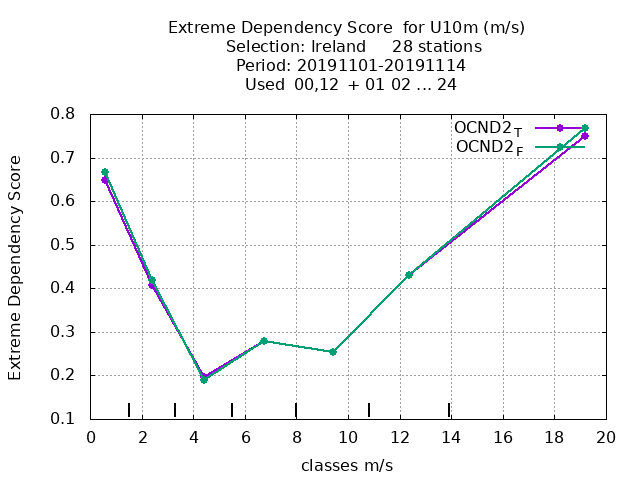 Extreme Dependency Score  for U10m (m/s)
Selection: Ireland     28 stations
Period: 20191101-20191114
Used  00,12  + 01 02 ... 24
OCND2T
OCND2F
Extreme Dependency Score
0.8
0.7
0.6
0.5
0.4
0.3
0.2
0.1
0 2 4 6 8 10 12 14 16 18 20
classes m/s